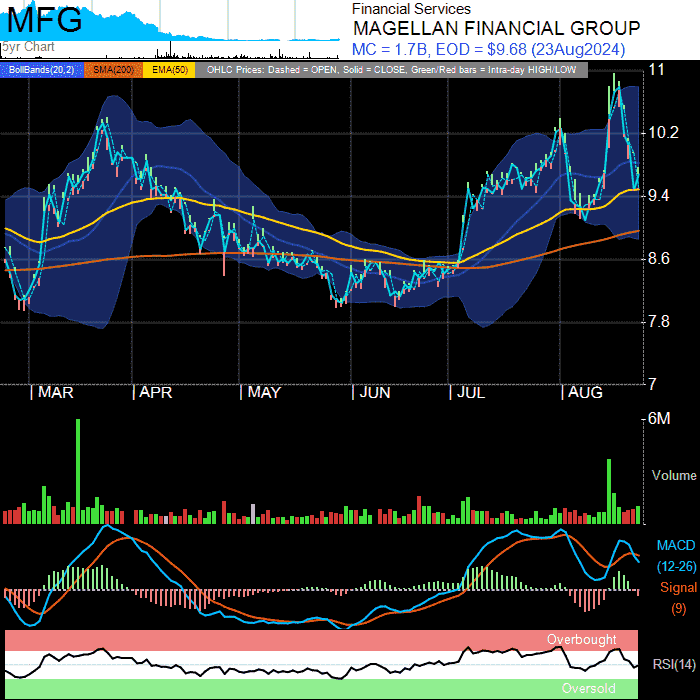 MFG
5yr Chart
Financial Services
MAGELLAN FINANCIAL GROUP
MC = 1.7B, EOD = $9.68 (23Aug2024)
BollBands(20,2) SMA(200) EMA(50) OHLC Prices: Dashed = OPEN, Solid = CLOSE, Green/Red bars = Intra-day HIGH/LOW
11
10.2
9.4
8.6
7.8
7
| MAR | APR | MAY | JUN | JUL | AUG
6M
Volume
MACD
(12-26)
Signal
(9)
Overbought
RSI(14)
Oversold